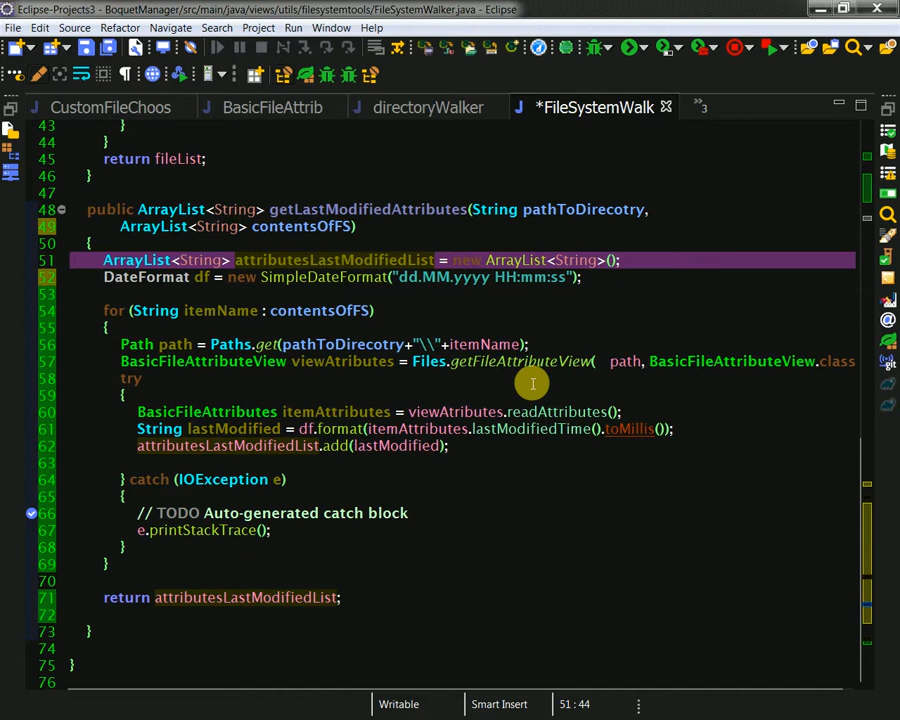 Eclipse-Projects3 - BoquetManager/src/main/java/views/utils/filesystemtools/FileSystemWalker.java - Eclipse
File Edit Source Refactor Navigate Search Project Run Window Help
CustomFileChoos BasicFileAttrib directoryWalker *FileSystemWalk »3
43 }
44 }
45 return fileList;
46 }
47
48 public ArrayList<String> getLastModifiedAttributes(String pathToDirecotry,
49 ArrayList<String> contentsOfFS)
50 {
51 ArrayList<String> attributesLastModifiedList = new ArrayList<String>();
52 DateFormat df = new SimpleDateFormat("dd.MM.yyyy HH:mm:ss");
53
54 for (String itemName : contentsOfFS)
55 {
56 Path path = Paths.get(pathToDirecotry+"\\"+itemName);
57 BasicFileAttributeView viewAtributes = Files.getFileAttributeView( path, BasicFileAttributeView.class
58 try
59 {
60 BasicFileAttributes itemAttributes = viewAtributes.readAttributes();
61 String lastModified = df.format(itemAttributes.lastModifiedTime().toMillis());
62 attributesLastModifiedList.add(lastModified);
63
64 } catch (IOException e)
65 {
66 // TODO Auto-generated catch block
67 e.printStackTrace();
68 }
69 }
70
71 return attributesLastModifiedList;
72
73 }
74
75 }
76
Writable Smart Insert 51 : 44